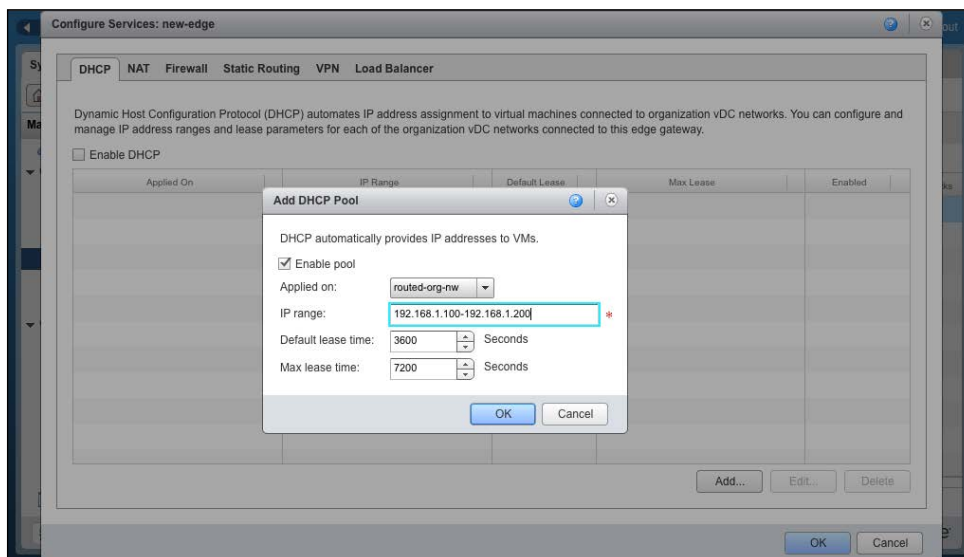 Configure Services: new-edge
out
Sy
DHCP NAT Firewall Static Routing VPN Load Balancer
Ma
Dynamic Host Configuration Protocol (DHCP) automates IP address assignment to virtual machines connected to organization vDC networks. You can configure and
manage IP address ranges and lease parameters for each of the organization vDC networks connected to this edge gateway.
Enable DHCP
Applied On IP Range Default Lease Max Lease Enabled
ks
Add DHCP Pool
DHCP automatically provides IP addresses to VMs.
Enable pool
Applied on: routed-org-nw
IP range: 192.168.1.100-192.168.1.200 *
Default lease time: 3600 Seconds
Max lease time: 7200 Seconds
OK Cancel
Add... Edit... Delete
OK Cancel